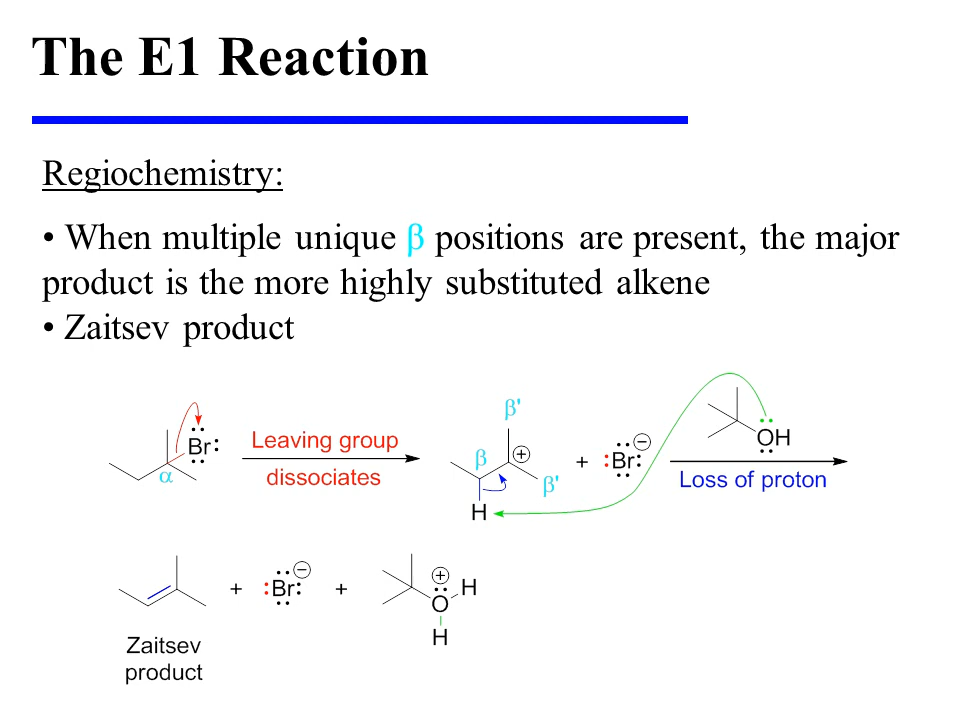 The E1 Reaction
Regiochemistry:
• When multiple unique β positions are present, the major
product is the more highly substituted alkene
• Zaitsev product
Br
α
Leaving group
dissociates
β'
β
+
β'
H
+
Br
−
OH
Loss of proton
+
Br
−
+
+
O
H
H
Zaitsev
product